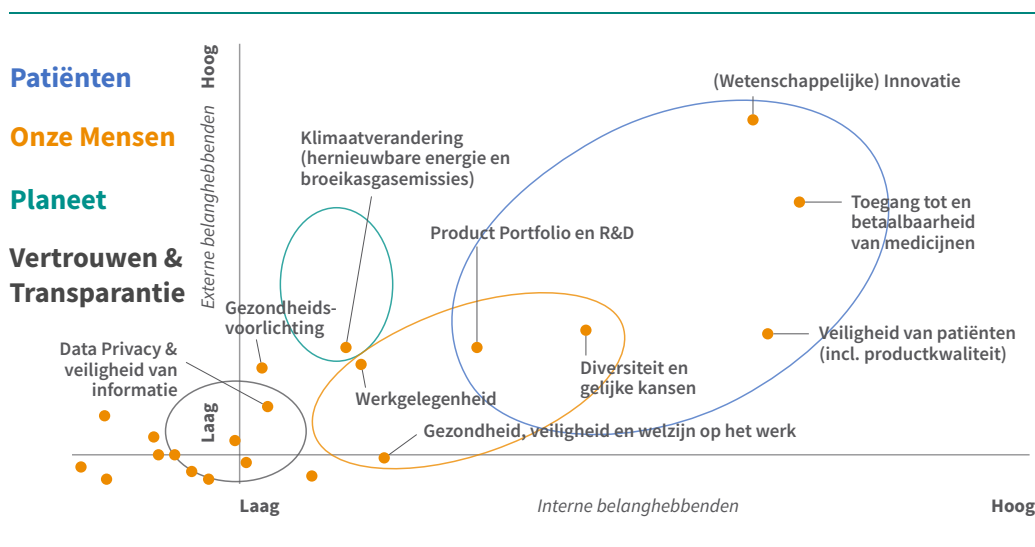 Patiënten
Onze Mensen
Planeet
Vertrouwen &
Transparantie
Hoog
Externe belanghebbenden
Laag
(Wetenschappelijke) Innovatie
Klimaatverandering
(hernieuwbare energie en
broeikasgasemissies)
Toegang tot en
betaalbaarheid
van medicijnen
Product Portfolio en R&D
Gezondheids-
voorlichting
Veiligheid van patiënten
(incl. productkwaliteit)
Data Privacy &
veiligheid van
informatie
Diversiteit en
gelijke kansen
Werkgelegenheid
Gezondheid, veiligheid en welzijn op het werk
Laag
Interne belanghebbenden
Hoog